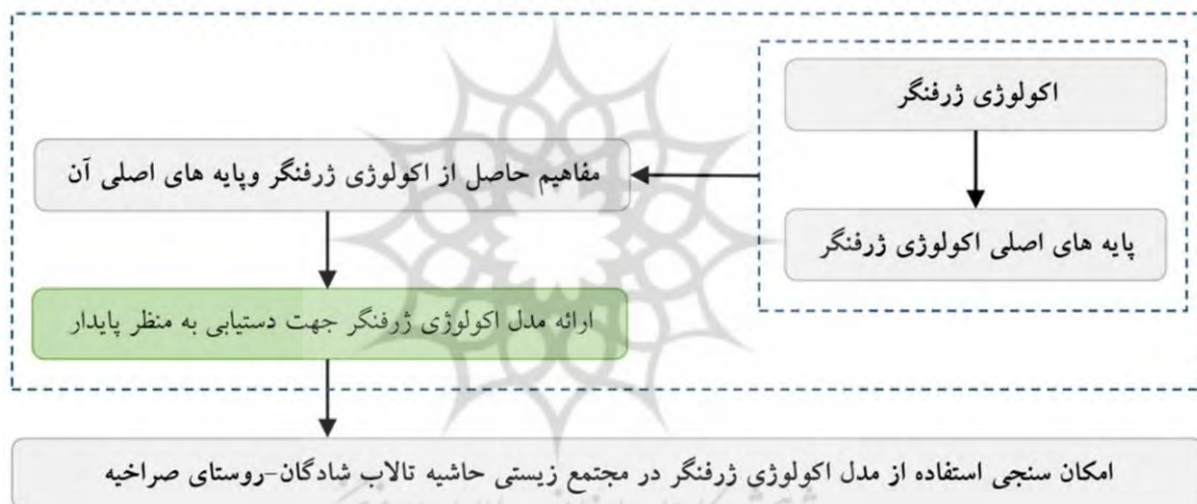 اکولوژی ژرفنگر
پایه های اصلی اکولوژی ژرفنگر
مفاهیم حاصل از اکولوژی ژرفنگر وپایه های اصلی آن
ارائه مدل اکولوژی ژرفنگر جهت دستیابی به منظر پایدار
امکان سنجی استفاده از مدل اکولوژی ژرفنگر در مجتمع زیستی حاشیه تالاب شادگان-روستای صراخیه